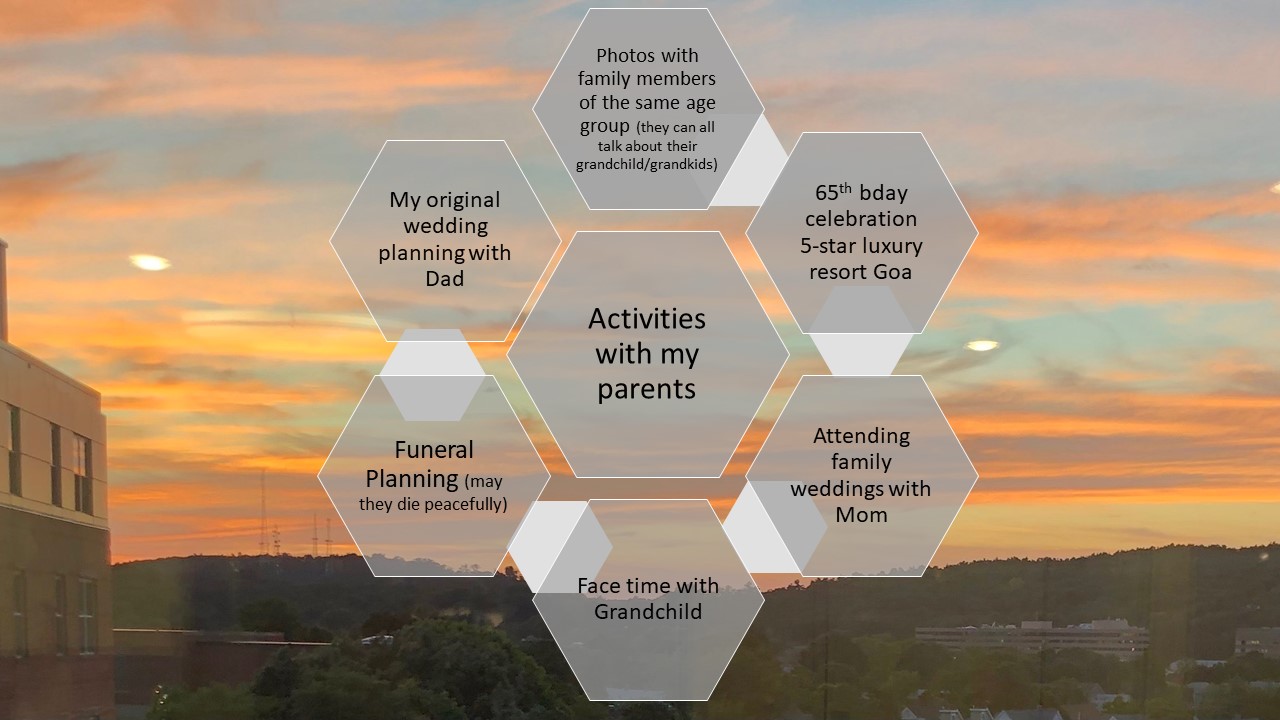 Photos with
family members
of the same age
group (they can all
talk about their
grandchild/grandkids)
65th bday
celebration
5-star luxury
resort Goa
Attending
family
weddings with
Mom
Face time with
Grandchild
Funeral
Planning (may
they die peacefully)
My original
wedding
planning with
Dad
Activities
with my
parents